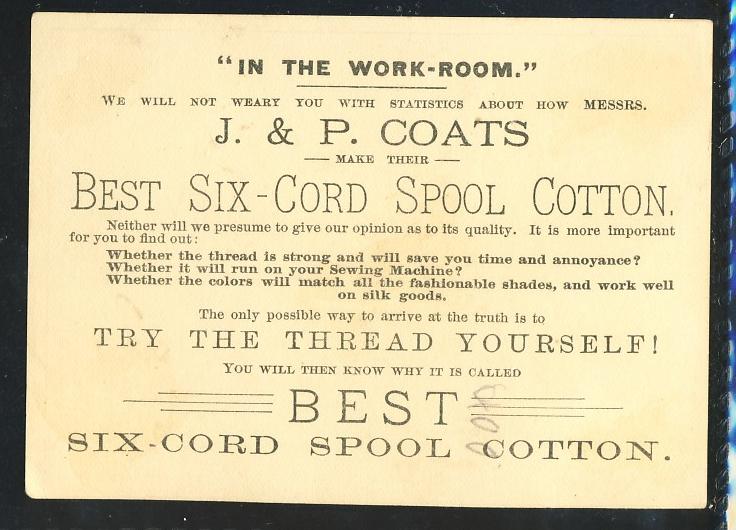 "IN THE WORK-ROOM."
WE WILL NOT WEARY YOU WITH STATISTICS ABOUT HOW MESSRS.
J. & P. COATS
— MAKE THEIR —
BEST SIX-CORD SPOOL COTTON.
Neither will we presume to give our opinion as to its quality. It is more important
for you to find out:
Whether the thread is strong and will save you time and annoyance?
Whether it will run on your Sewing Machine?
Whether the colors will match all the fashionable shades, and work well
on silk goods.
The only possible way to arrive at the truth is to
TRY THE THREAD YOURSELF!
YOU WILL THEN KNOW WHY IT IS CALLED
BEST
SIX-CORD SPOOL COTTON.